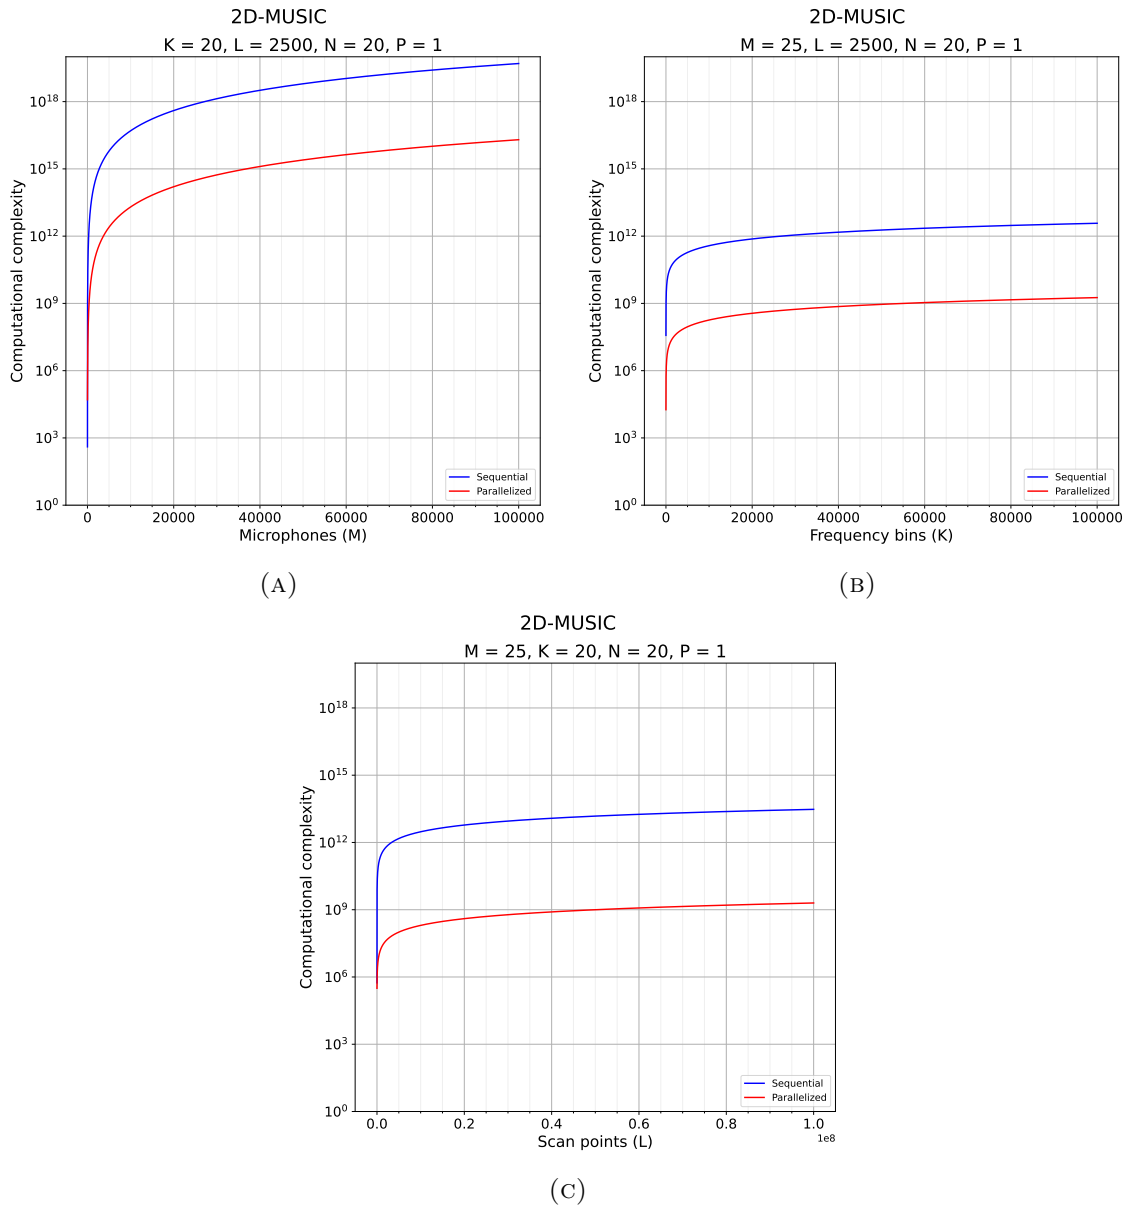 2D-MUSIC
K = 20, L = 2500, N = 20, P = 1
Computational complexity
10^18
10^15
10^12
10^9
10^6
10^3
10^0
Sequential
Parallelized
0 20000 40000 60000 80000 100000
Microphones (M)
(A)
2D-MUSIC
M = 25, L = 2500, N = 20, P = 1
Computational complexity
10^18
10^15
10^12
10^9
10^6
10^3
10^0
Sequential
Parallelized
0 20000 40000 60000 80000 100000
Frequency bins (K)
(B)
2D-MUSIC
M = 25, K = 20, N = 20, P = 1
Computational complexity
10^18
10^15
10^12
10^9
10^6
10^3
10^0
Sequential
Parallelized
0.0 0.2 0.4 0.6 0.8 1.0
1e8
Scan points (L)
(C)